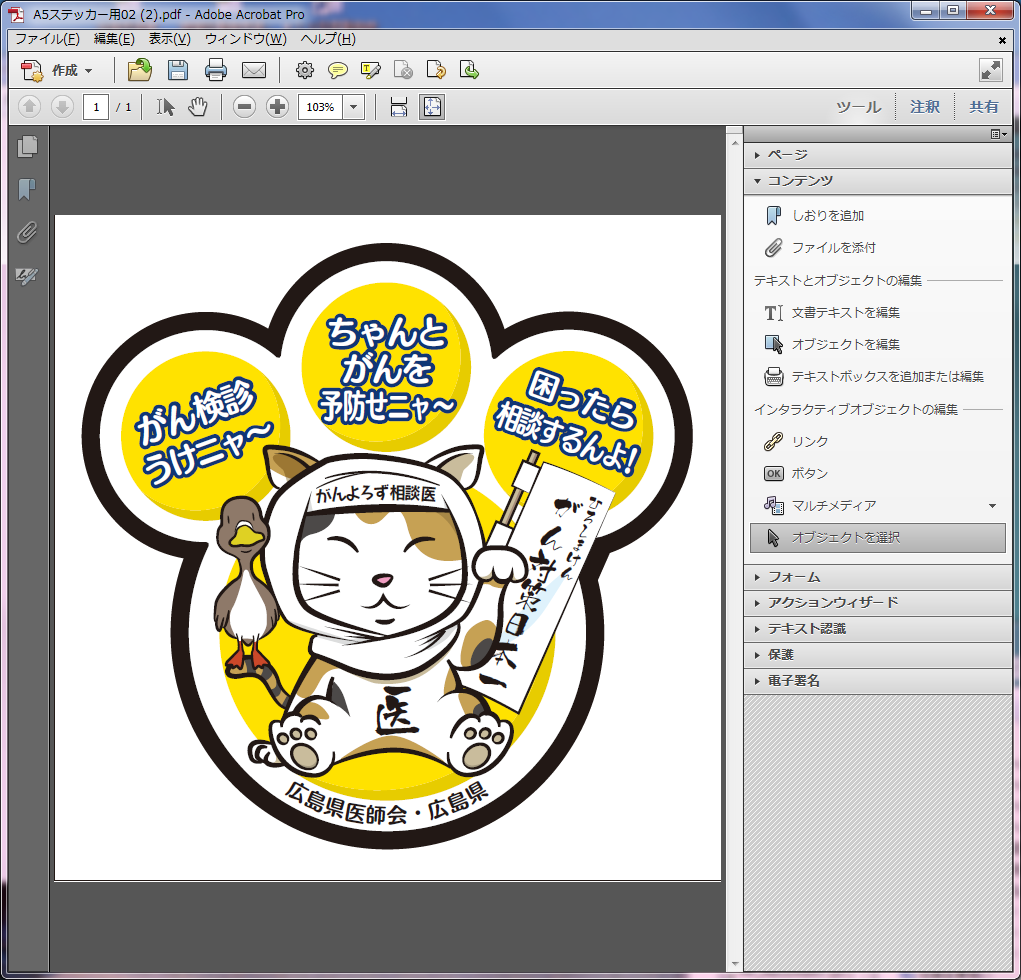 A5ステッカー用02 (2).pdf - Adobe Acrobat Pro
ファイル(F) 編集(E) 表示(V) ウィンドウ(W) ヘルプ(H)
作成
1 / 1 103% ツール 注釈 共有
ページ
コンテンツ
しおりを追加
ファイルを添付
テキストとオブジェクトの編集
文書テキストを編集
オブジェクトを編集
テキストボックスを追加または編集
インタラクティブオブジェクトの編集
リンク
OK ボタン
マルチメディア
オブジェクトを選択
フォーム
アクションウィザード
テキスト認識
保護
電子署名
がん検診
うけニャ～
ちゃんと
がんを
予防せニャ～
困ったら
相談するんよ!
がんよろず相談医
ひろしまけん
がん対策日本一
医
広島県医師会・広島県